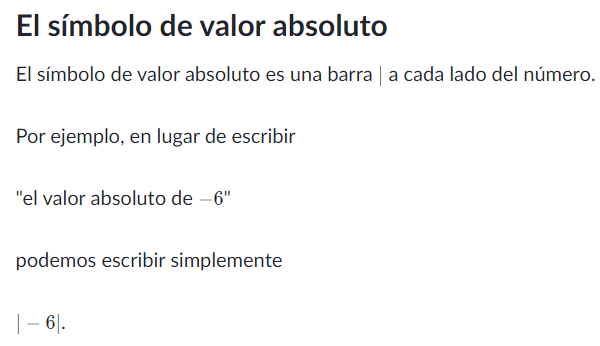 El símbolo de valor absoluto
El símbolo de valor absoluto es una barra | a cada lado del número.
Por ejemplo, en lugar de escribir
"el valor absoluto de −6"
podemos escribir simplemente
| − 6|.